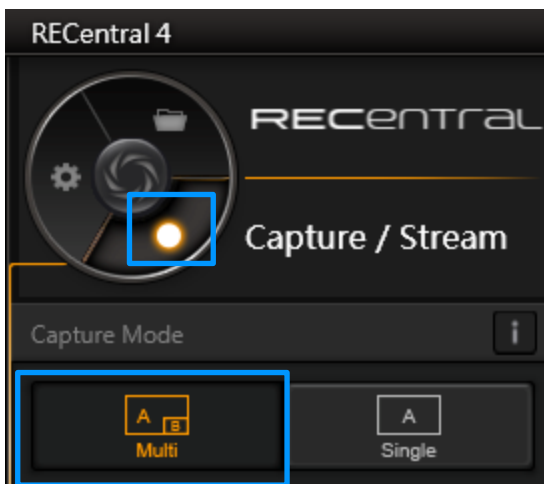 RECentral 4
RECentral
Capture / Stream
Capture Mode
i
A
B
Multi
A
Single